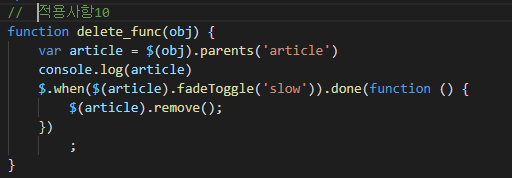 //  적용사항10
function delete_func(obj) {
    var article = $(obj).parents('article')
    console.log(article)
    $.when($(article).fadeToggle('slow')).done(function () {
        $(article).remove();
    })
        ;
}